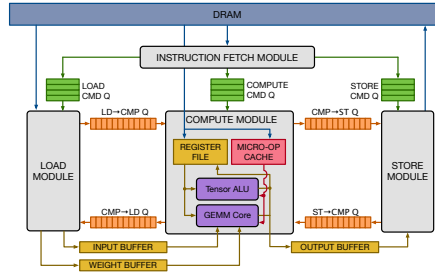 DRAM
INSTRUCTION FETCH MODULE
LOAD
CMD Q
COMPUTE
CMD Q
STORE
CMD Q
LD→CMP Q
COMPUTE MODULE
CMP→ST Q
REGISTER
FILE
MICRO-OP
CACHE
LOAD
MODULE
STORE
MODULE
Tensor ALU
CMP→LD Q
GEMM Core
ST→CMP Q
INPUT BUFFER
OUTPUT BUFFER
WEIGHT BUFFER